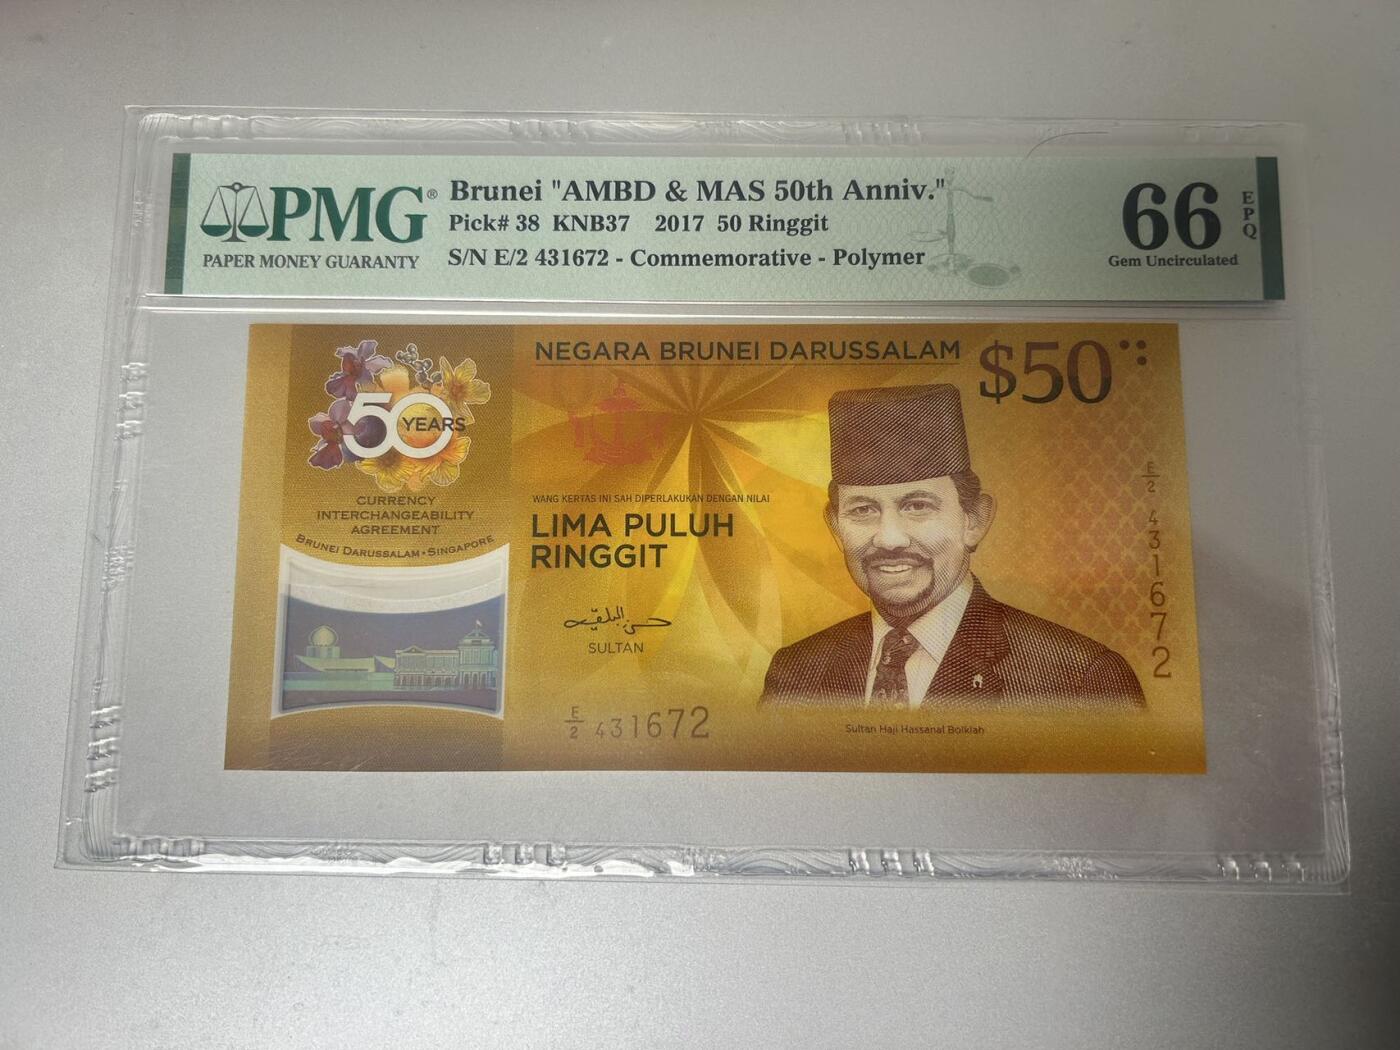 PMG®
PAPER MONEY GUARANTY
Brunei "AMBD & MAS 50th Anniv."
Pick# 38 KNB37 2017 50 Ringgit
S/N E/2 431672 - Commemorative - Polymer
66
EPQ
Gem Uncirculated
NEGARA BRUNEI DARUSSALAM
$50
50 YEARS
CURRENCY
INTERCHANGEABILITY
AGREEMENT
BRUNEI DARUSSALAM • SINGAPORE
WANG KERTAS INI SAH DIPERLAKUKAN DENGAN NILAI
LIMA PULUH
RINGGIT
SULTAN
E/2 431672
E/2 431672
Sultan Haji Hassanal Bolkiah